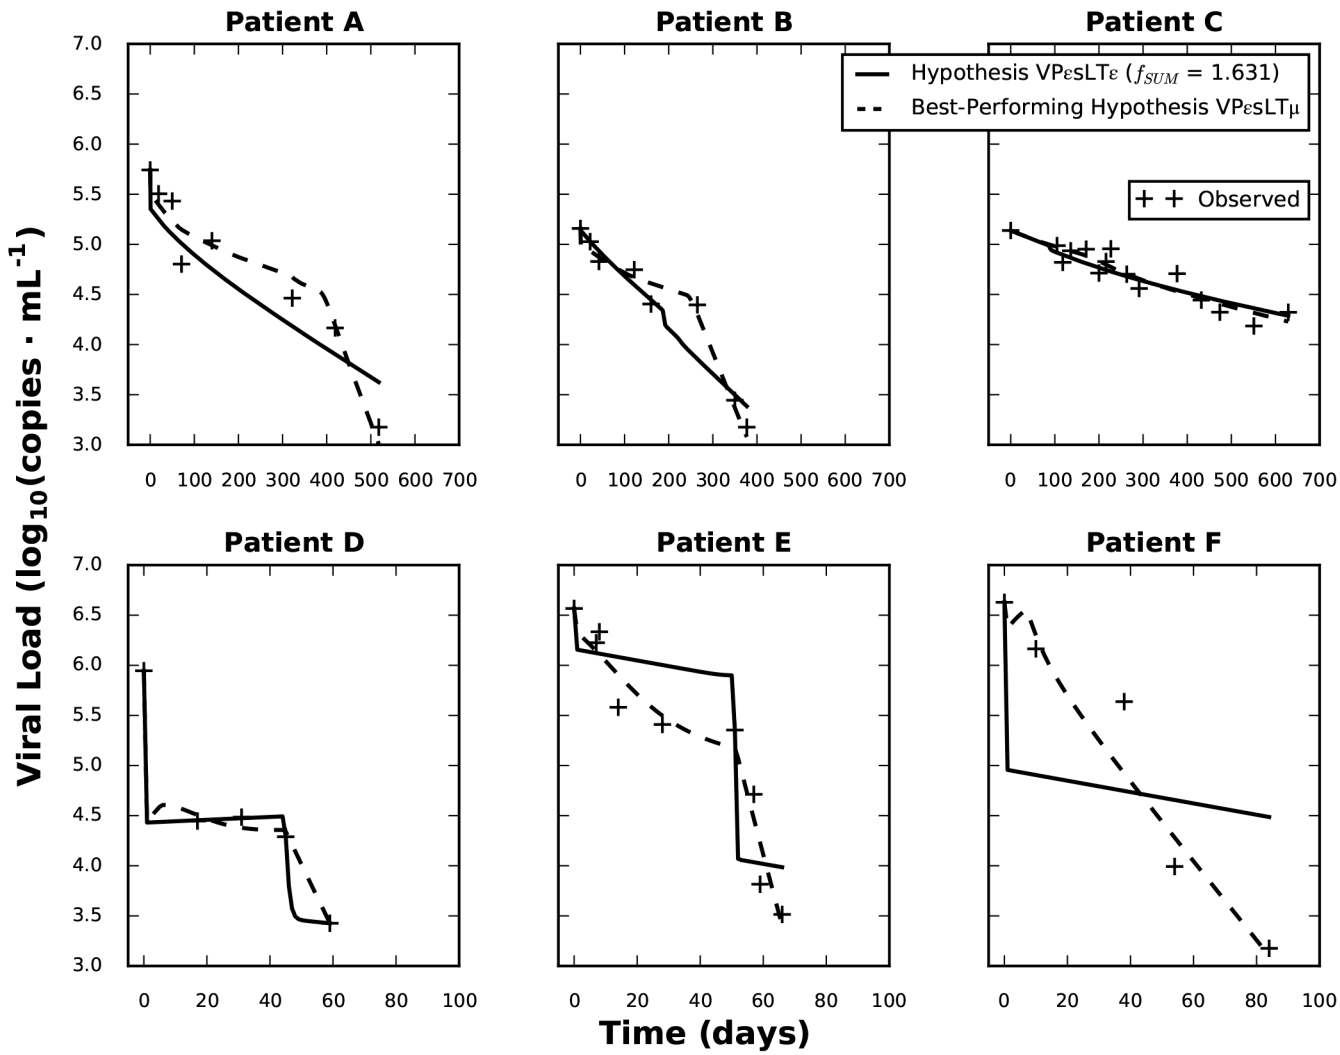 Patient A Patient B Patient C
Hypothesis VPεsLTε (fSUM = 1.631)
Best-Performing Hypothesis VPεsLTμ
Observed
7.0
6.5
6.0
5.5
5.0
4.5
4.0
3.5
3.0
0 100 200 300 400 500 600 700 0 100 200 300 400 500 600 700 0 100 200 300 400 500 600 700
Viral Load (log10(copies · mL-1)
Patient D Patient E Patient F
7.0
6.5
6.0
5.5
5.0
4.5
4.0
3.5
3.0
0 20 40 60 80 100 0 20 40 60 80 100 0 20 40 60 80 100
Time (days)